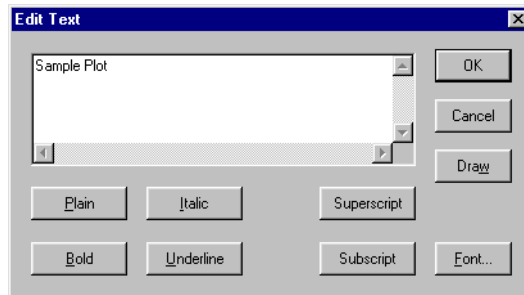 Edit Text
Sample Plot
OK
Cancel
Draw
Plain
Italic
Superscript
Bold
Underline
Subscript
Font...